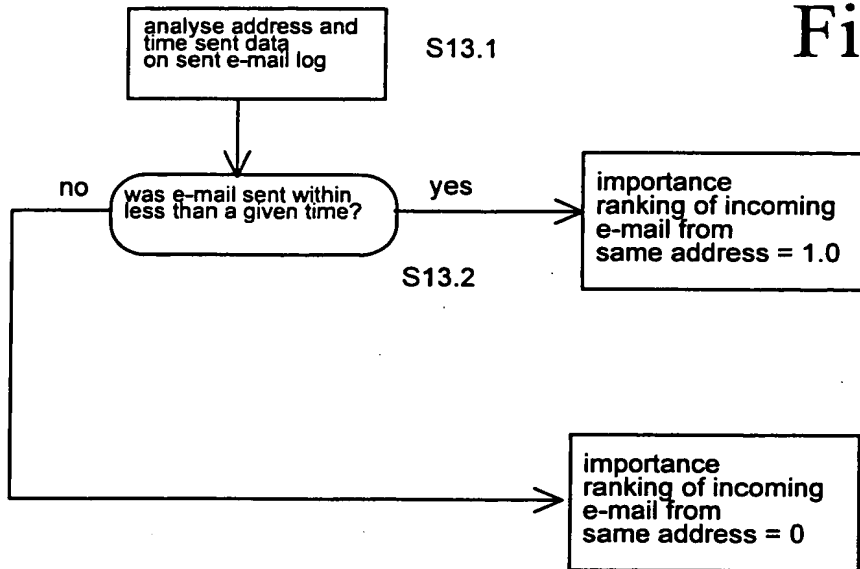 Fi
analyse address and
time sent data
on sent e-mail log
S13.1
no
was e-mail sent within
less than a given time?
yes
importance
ranking of incoming
e-mail from
same address = 1.0
S13.2
importance
ranking of incoming
e-mail from
same address = 0